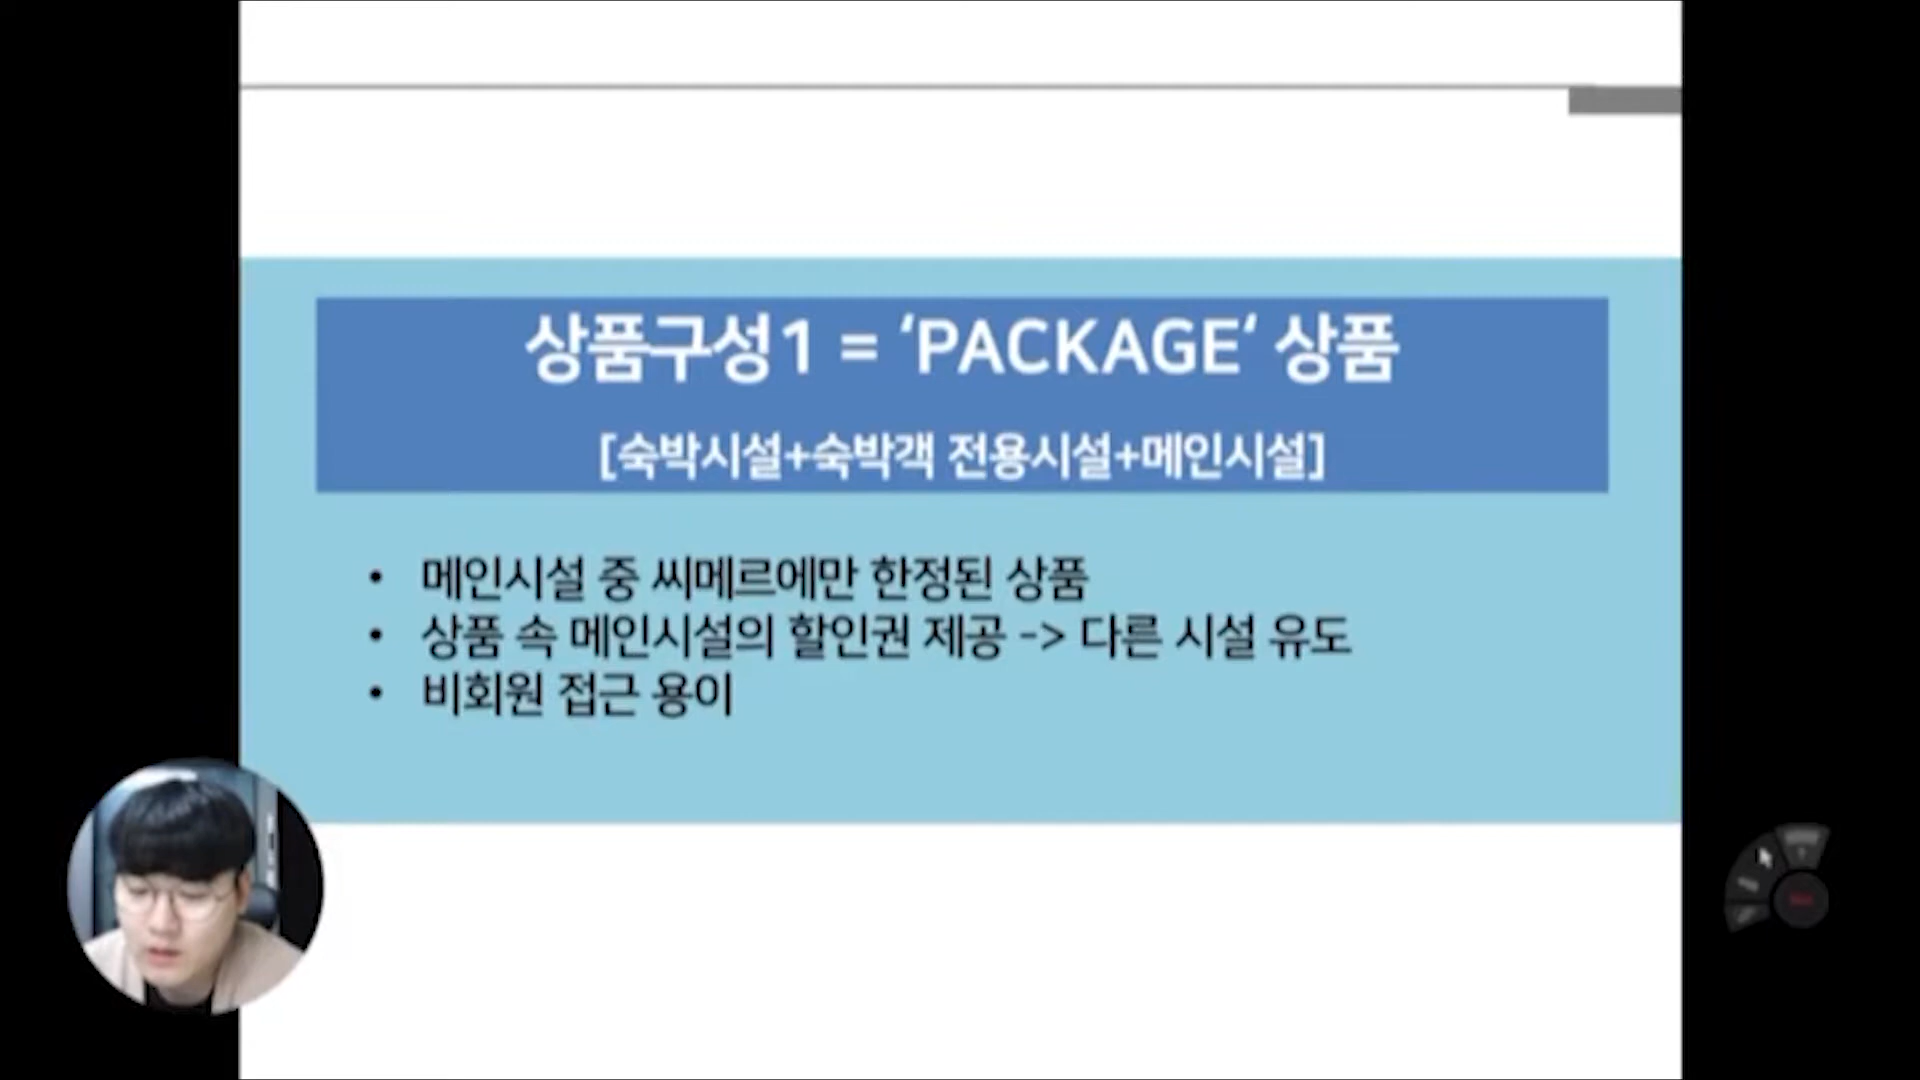 상품구성1 = ‘PACKAGE‘ 상품
[숙박시설+숙박객 전용시설+메인시설]
• 메인시설 중 씨메르에만 한정된 상품
• 상품 속 메인시설의 할인권 제공 -> 다른 시설 유도
• 비회원 접근 용이